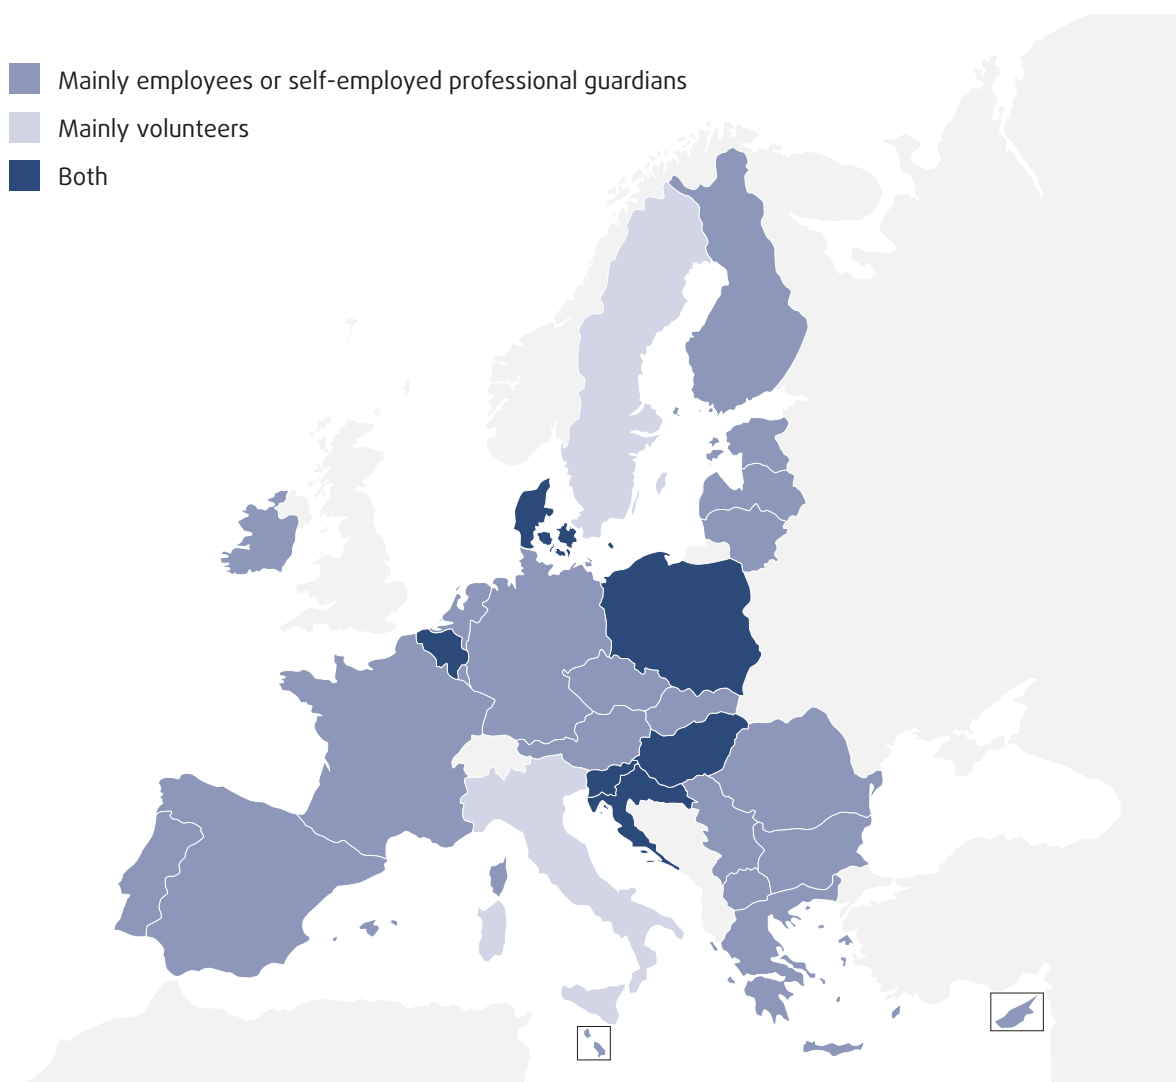 Mainly employees or self-employed professional guardians
Mainly volunteers
Both